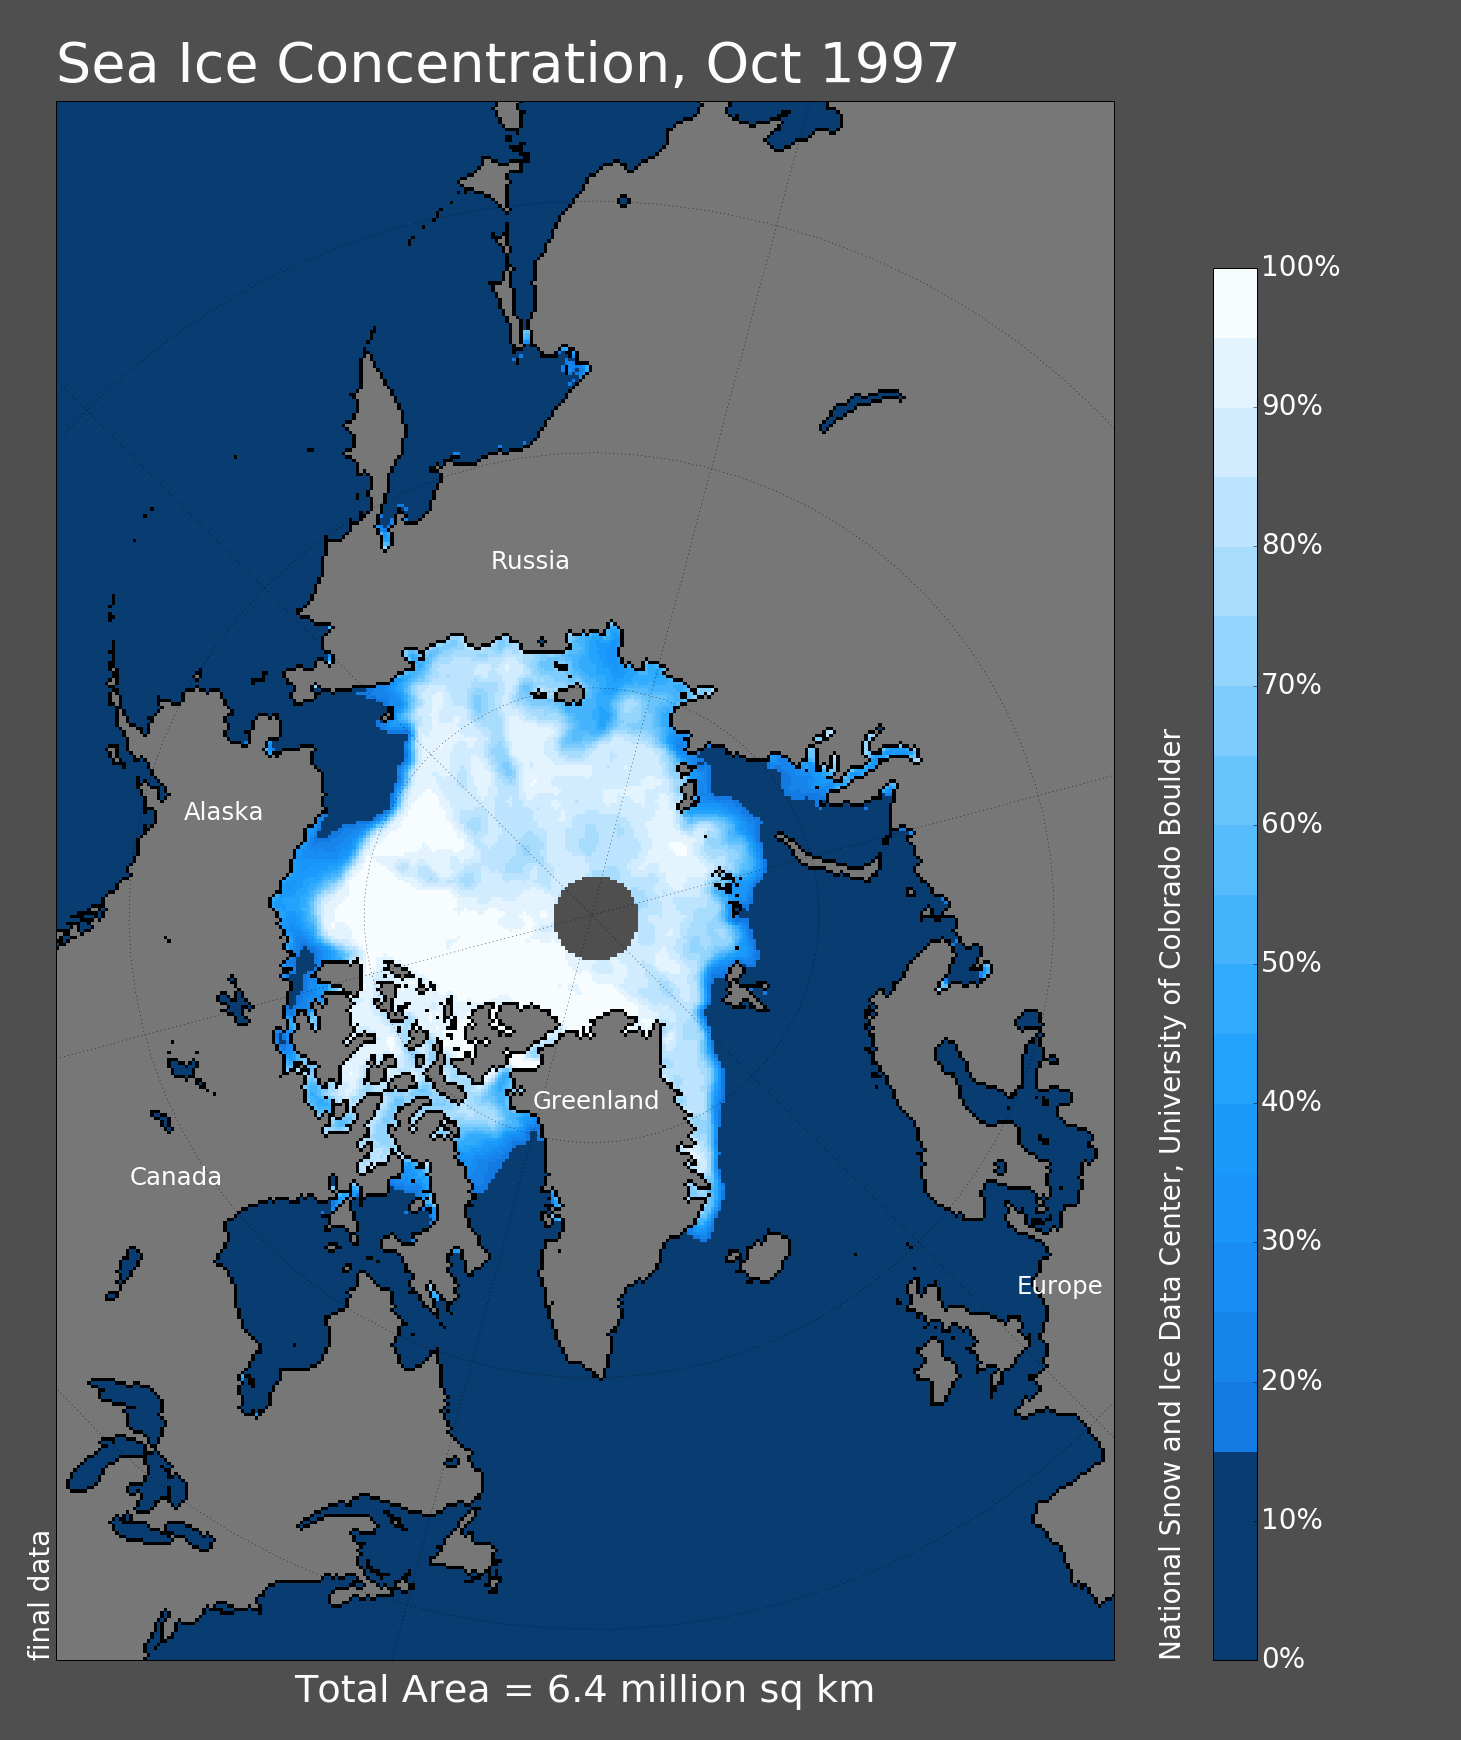 Sea Ice Concentration, Oct 1997
Russia
Alaska
Greenland
Canada
Europe
final data
Total Area = 6.4 million sq km
National Snow and Ice Data Center, University of Colorado Boulder
100%
90%
80%
70%
60%
50%
40%
30%
20%
10%
0%